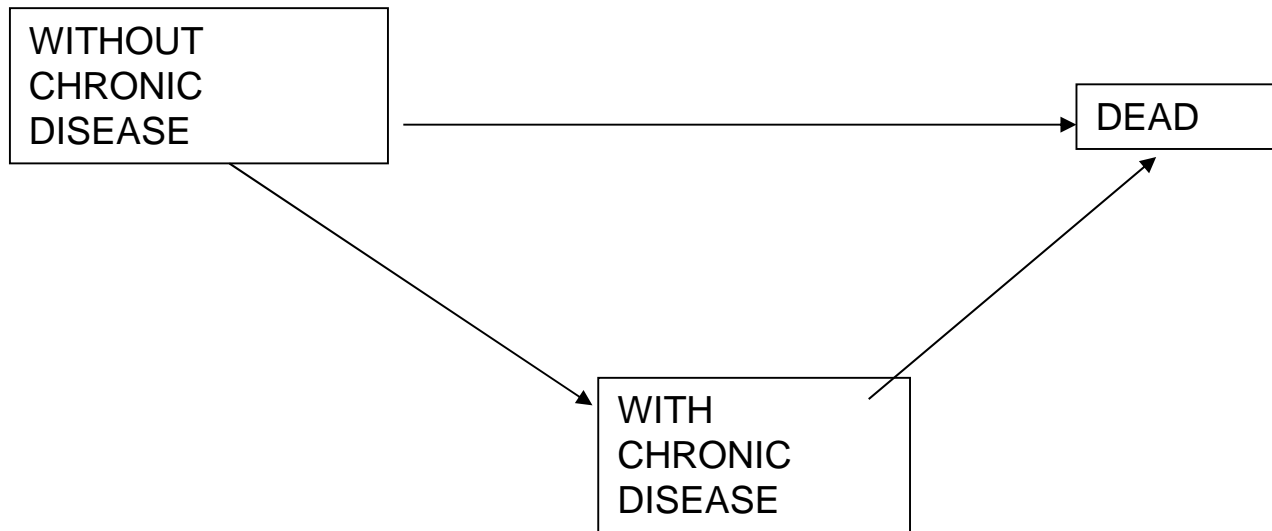 WITHOUT
CHRONIC
DISEASE
DEAD
WITH
CHRONIC
DISEASE